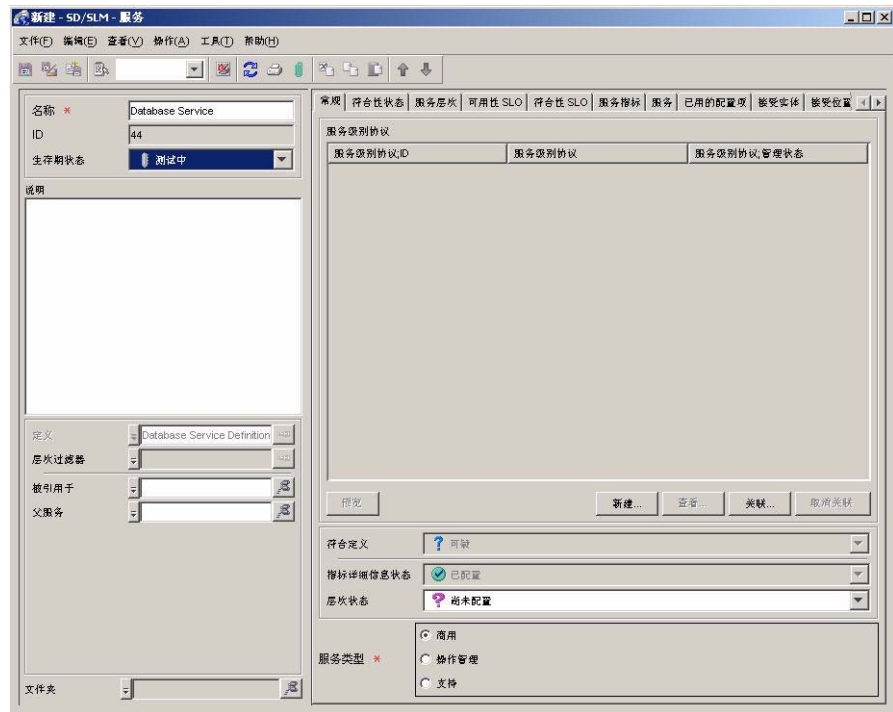 新建 - SD/SLM - 服务
文件(F) 编辑(E) 查看(V) 操作(A) 工具(T) 帮助(H)
名称 * Database Service
ID 44
生存期状态 测试中
说明
定义 Database Service Definition
层次过滤器
被引用于
父服务
文件夹
常规 符合性状态 服务层次 可用性 SLO 符合性 SLO 服务指标 服务 已用的配置项 接受实体 接受位置
服务级别协议
服务级别协议;ID 服务级别协议 服务级别协议;管理状态
预览 新建... 查看... 关联... 取消关联
符合定义 ? 可疑
指标详细信息状态 已配置
层次状态 ? 尚未配置
服务类型 * 商用
操作管理
支持